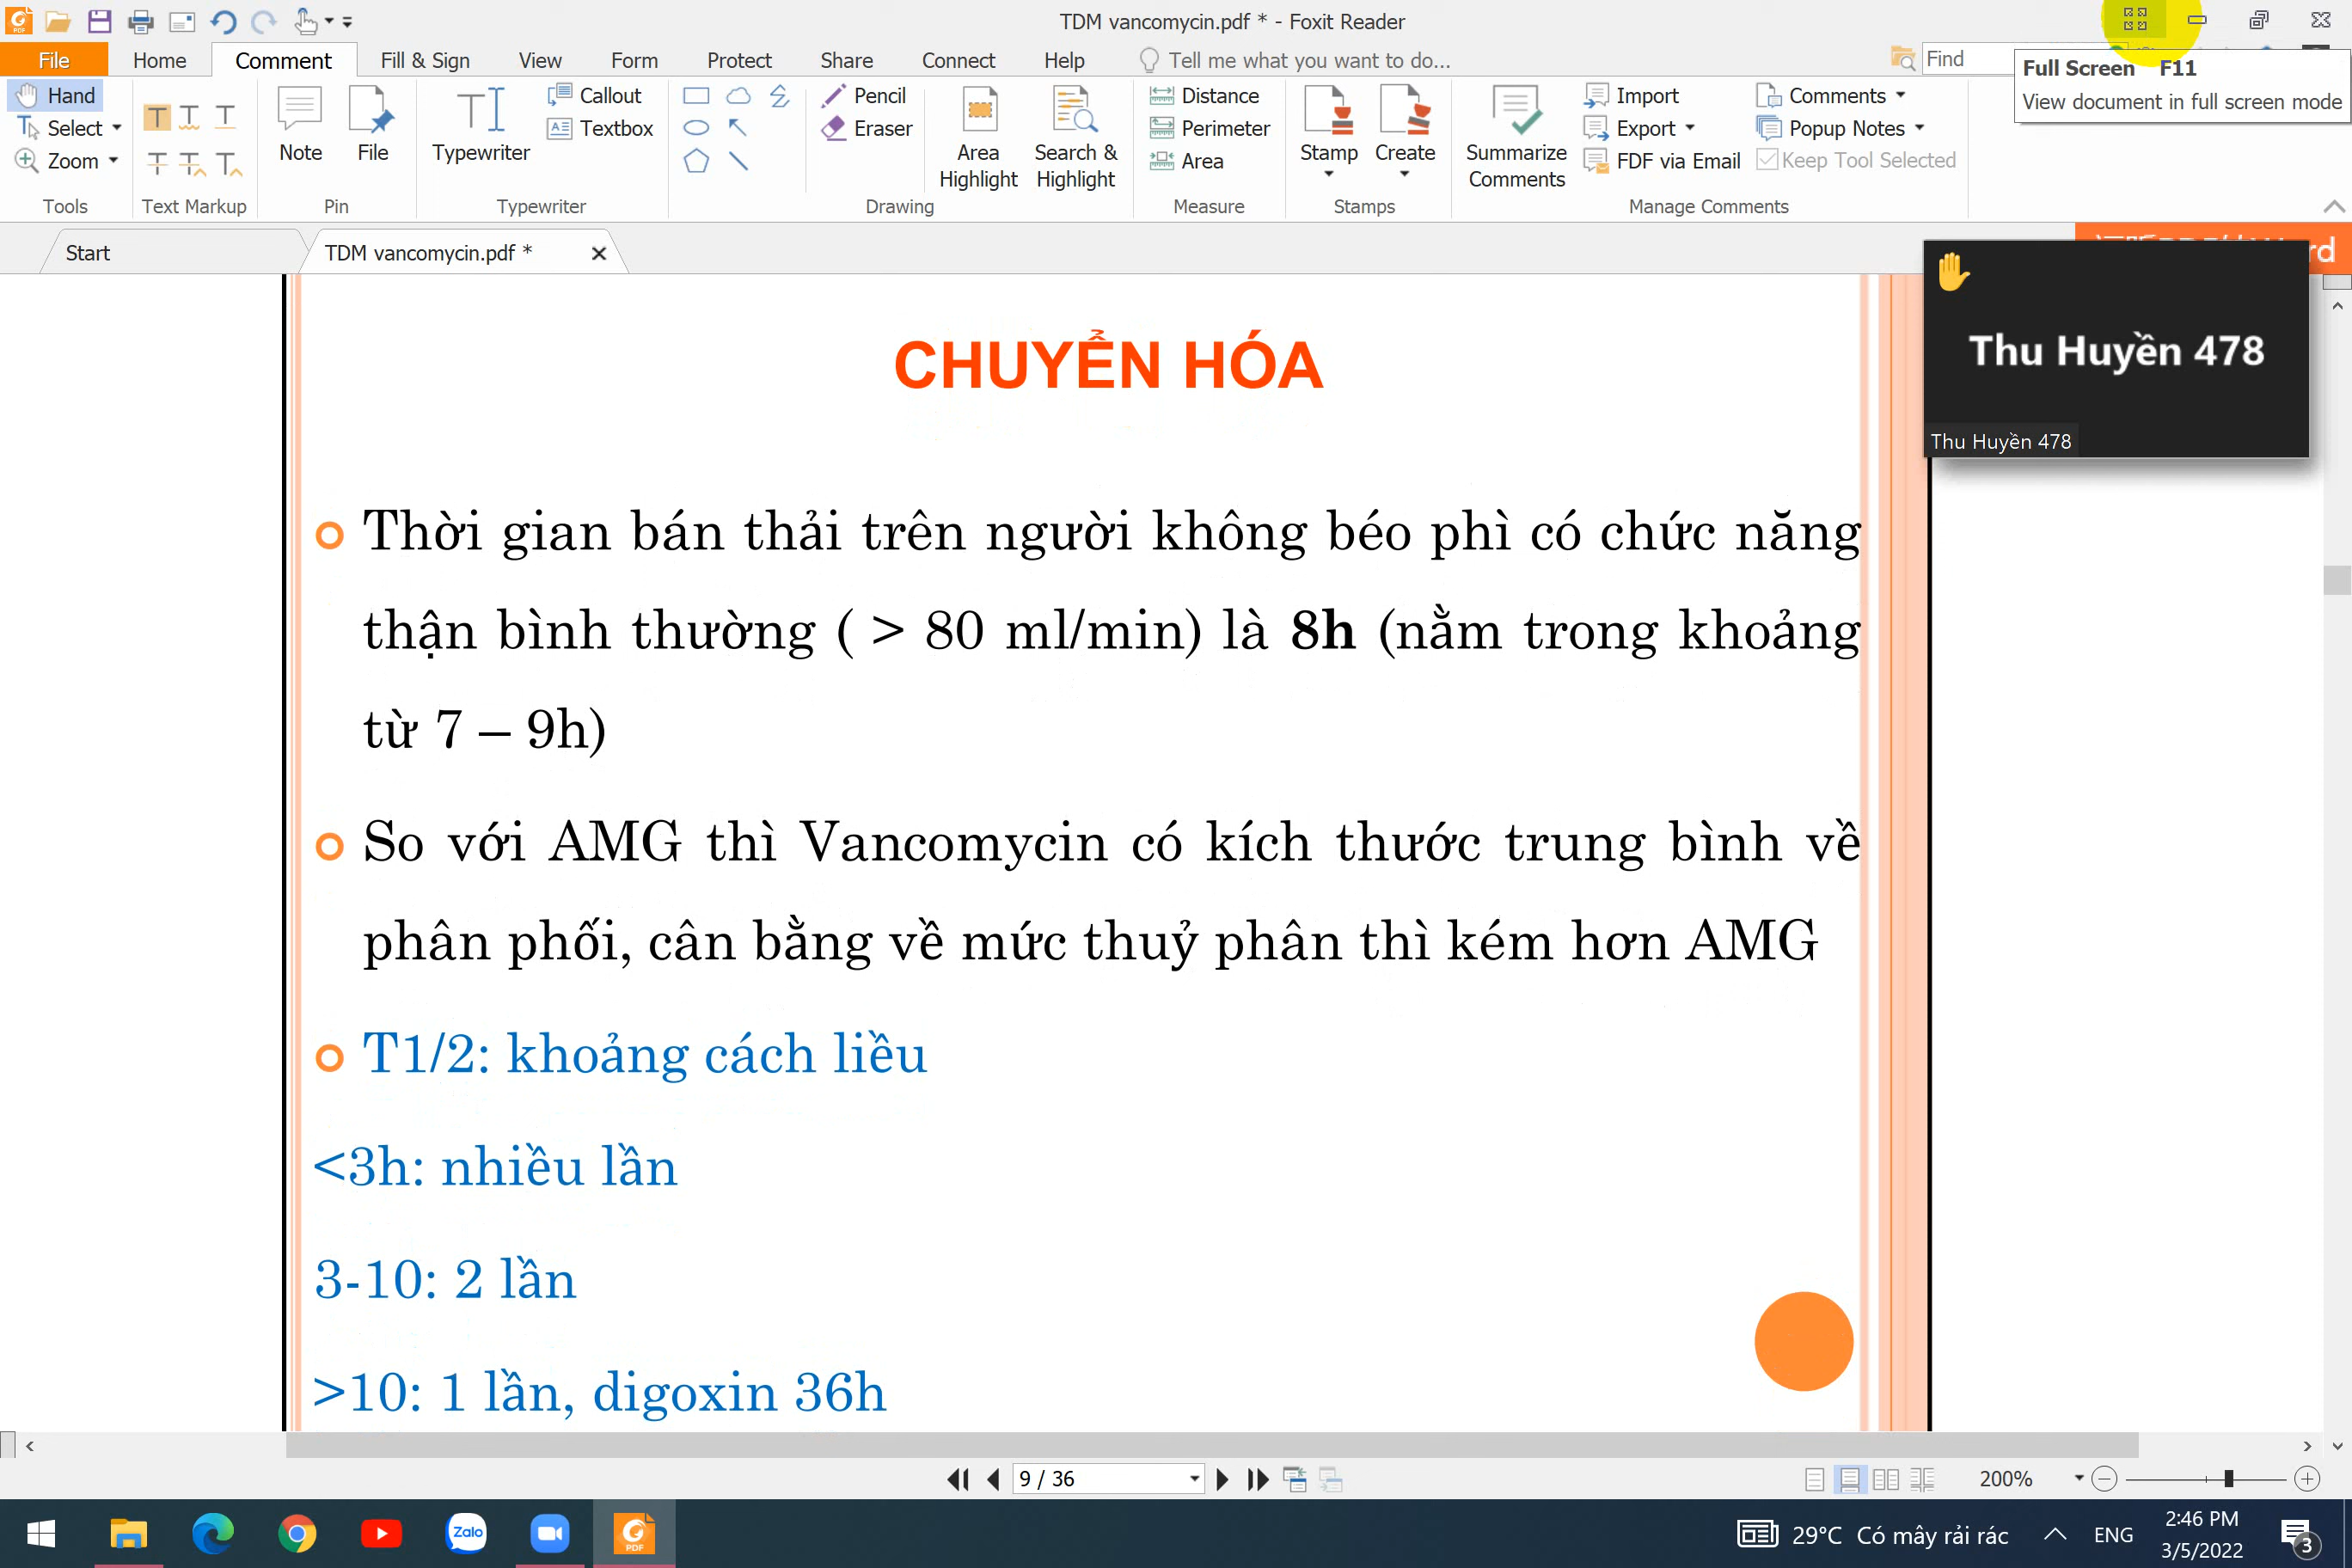 TDM vancomycin.pdf * - Foxit Reader
File Home Comment Fill & Sign View Form Protect Share Connect Help Tell me what you want to do... Find
Full Screen F11
View document in full screen mode
Hand
Select
Zoom
Tools
Text Markup
Note
File
Pin
Typewriter
Callout
Textbox
Typewriter
Pencil
Eraser
Area Highlight
Search & Highlight
Drawing
Distance
Perimeter
Area
Measure
Stamp
Create
Stamps
Summarize Comments
Import
Export
FDF via Email
Comments
Popup Notes
Keep Tool Selected
Manage Comments
Start
TDM vancomycin.pdf *
Thu Huyền 478
Thu Huyền 478
CHUYỂN HÓA
Thời gian bán thải trên người không béo phì có chức năng
thận bình thường ( > 80 ml/min) là 8h (nằm trong khoảng
từ 7 – 9h)
So với AMG thì Vancomycin có kích thước trung bình về
phân phối, cân bằng về mức thuỷ phân thì kém hơn AMG
T1/2: khoảng cách liều
<3h: nhiều lần
3-10: 2 lần
>10: 1 lần, digoxin 36h
9 / 36
200%
Zalo
PDF
29°C Có mây rải rác
ENG
2:46 PM
3/5/2022
3